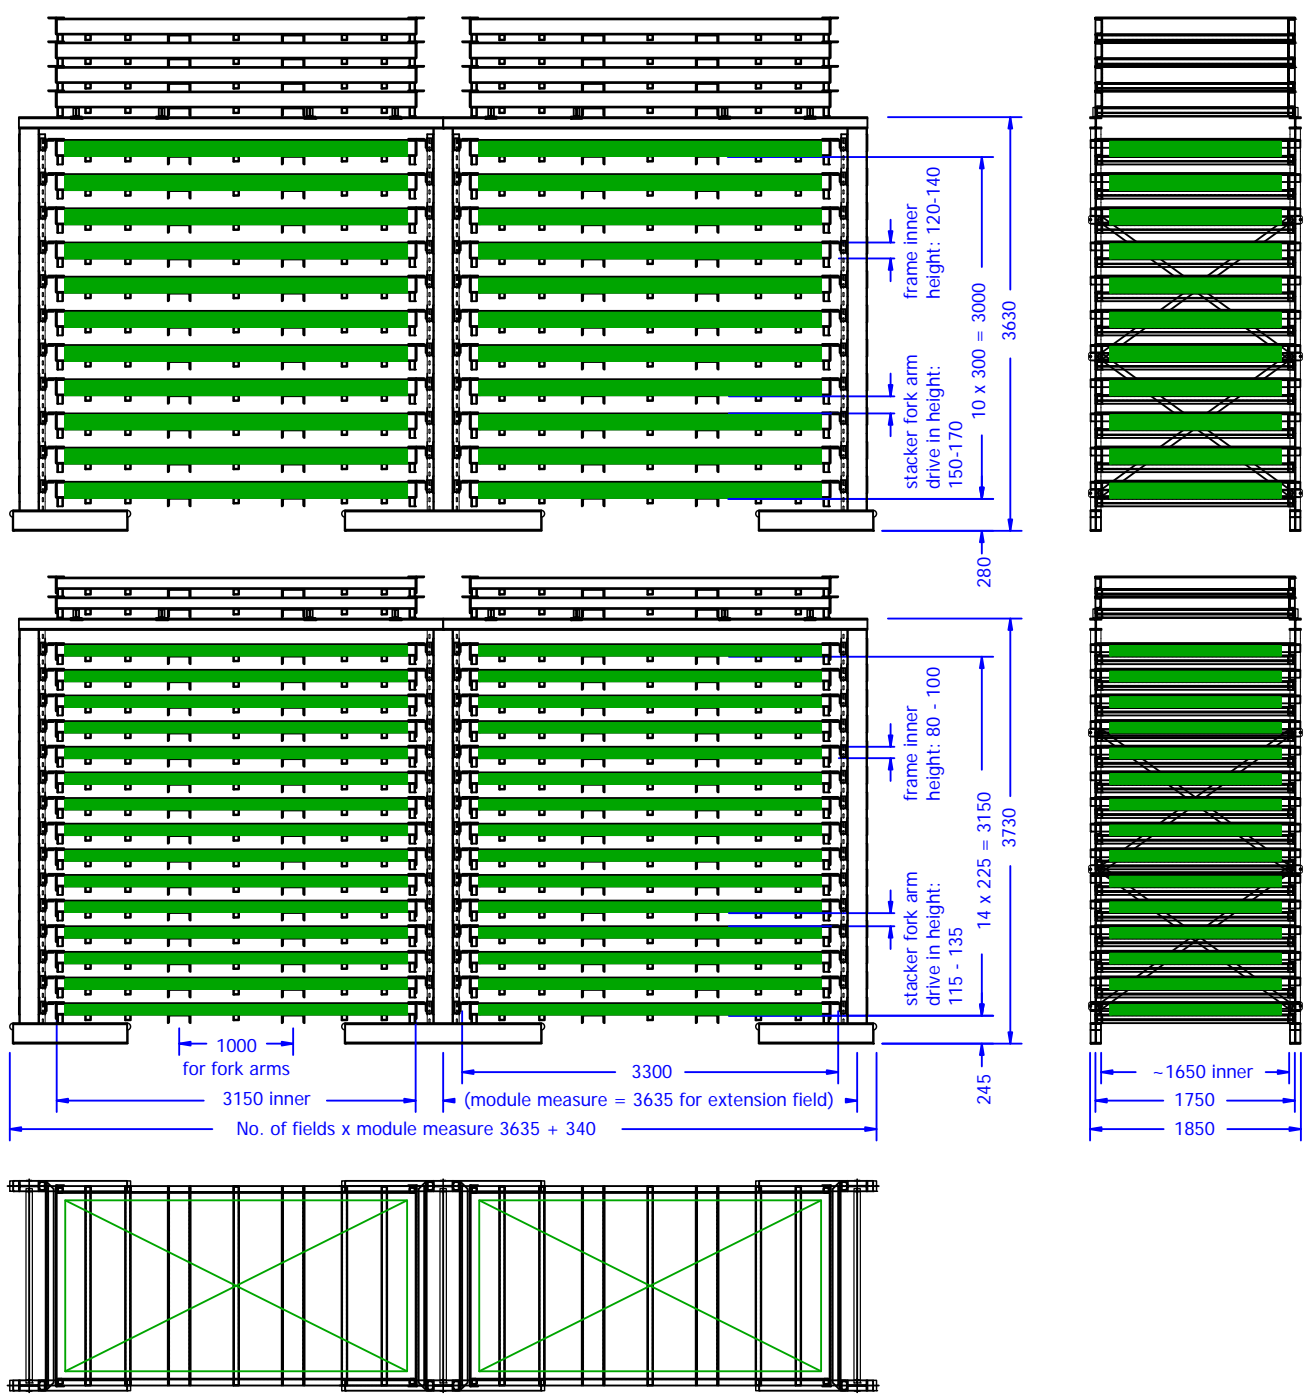 frame inner
height: 120-140
stacker fork arm
drive in height:
150-170
10 x 300 = 3000
3630
280
frame inner
height: 80 - 100
stacker fork arm
drive in height:
115 - 135
14 x 225 = 3150
3730
245
1000
for fork arms
3150 inner
3300
(module measure = 3635 for extension field)
No. of fields x module measure 3635 + 340
~1650 inner
1750
1850